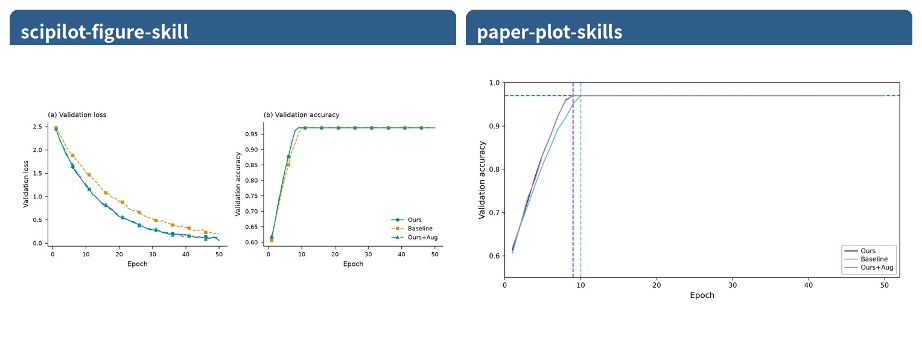 scipilot-figure-skill
paper-plot-skills
(a) Validation loss
(b) Validation accuracy
2.5
2.0
1.5
1.0
0.5
0.0
Validation loss
0
10
20
30
40
50
Epoch
0.95
0.90
0.85
0.80
0.75
0.70
0.65
0.60
Validation accuracy
Ours
Baseline
Ours+Aug
0
10
20
30
40
50
Epoch
1.0
0.9
0.8
0.7
0.6
Validation accuracy
Ours
Baseline
Ours+Aug
0
10
20
30
40
50
Epoch